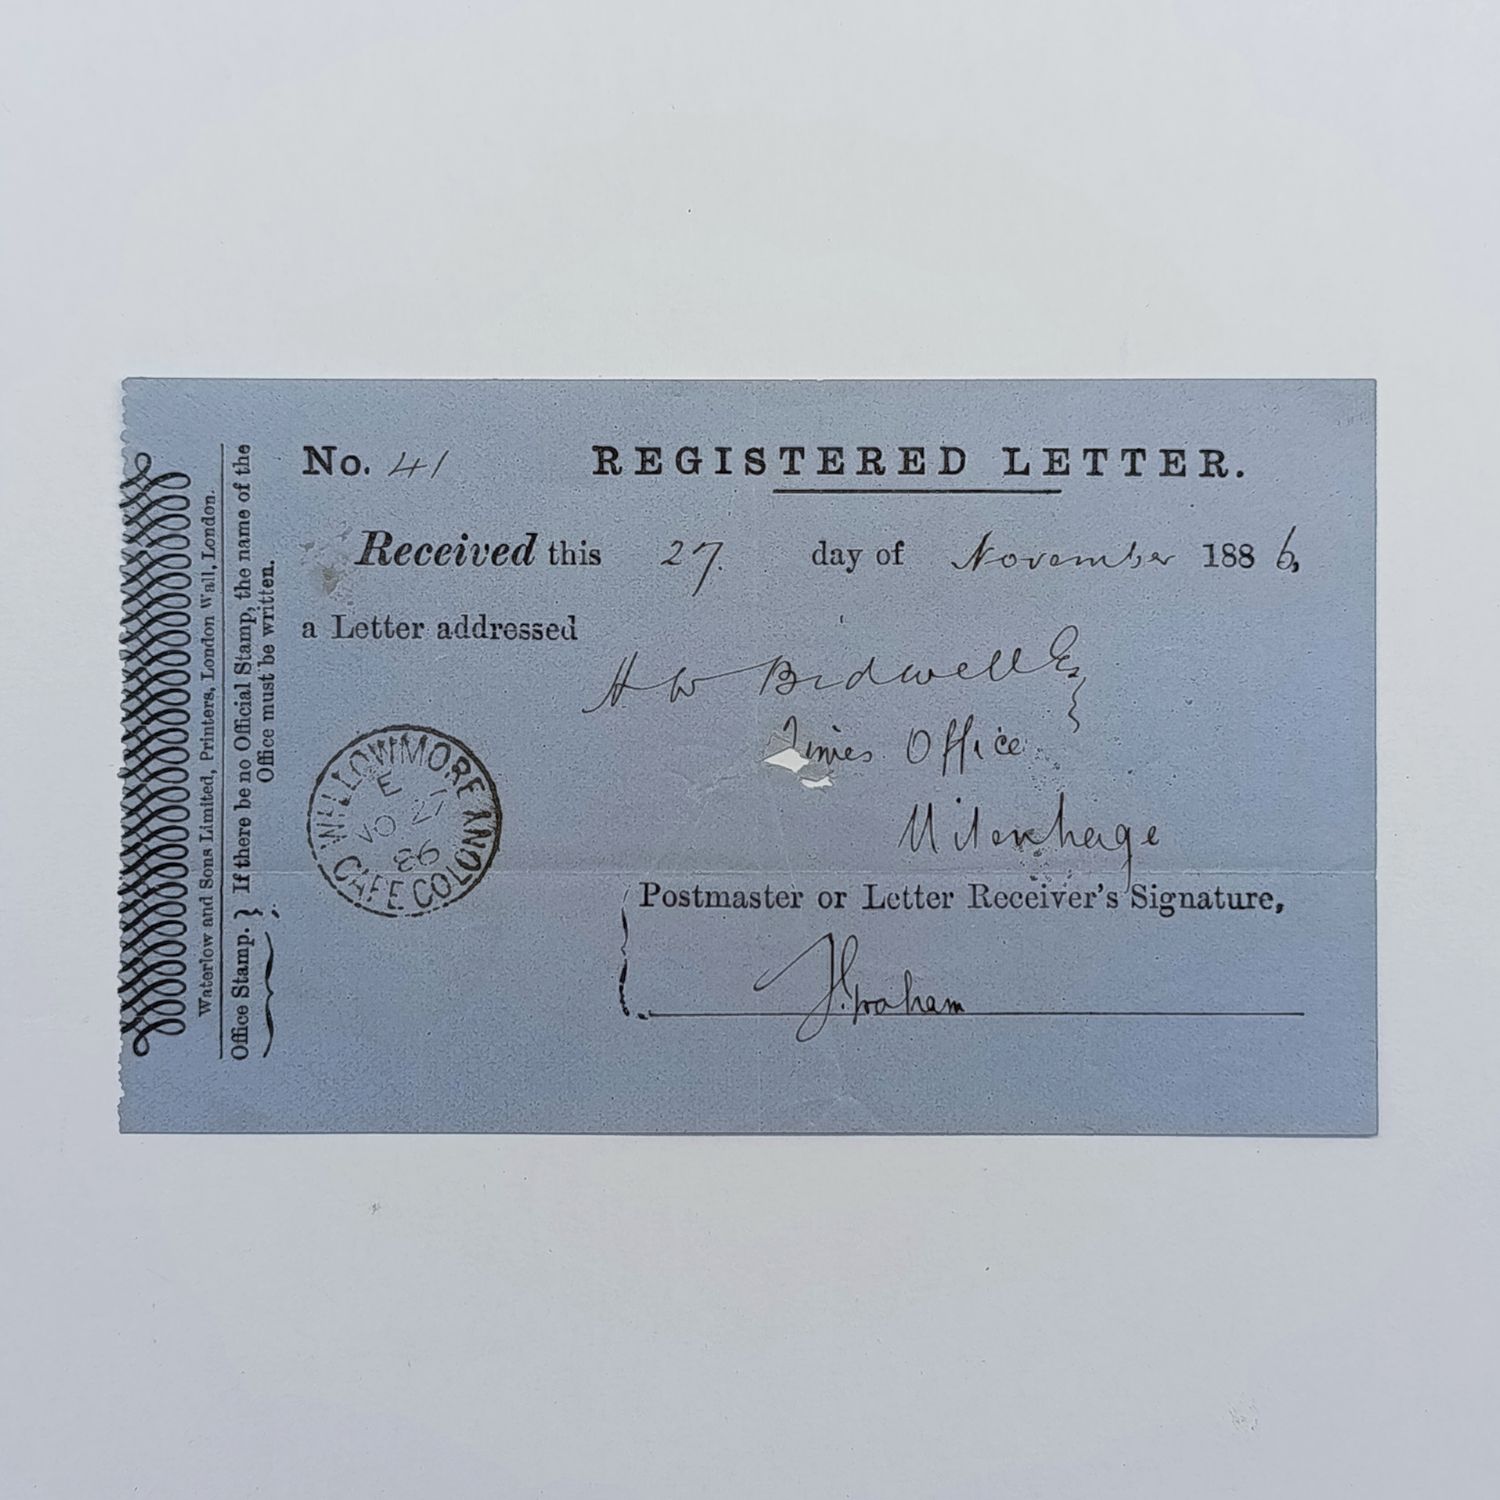 No. 41 REGISTERED LETTER.
Received this 27. day of November 1886,
a Letter addressed
H W Bidwell Esq
Times Office
Uitenhage
Postmaster or Letter Receiver's Signature,
Graham
WILLOWMORE
E
NO 27
86
CAPE COLONY
Office Stamp. } If there be no Official Stamp, the name of the
Office must be written.
Waterlow and Sons Limited, Printers, London Wall, London.